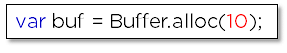 var buf = Buffer.alloc(10);